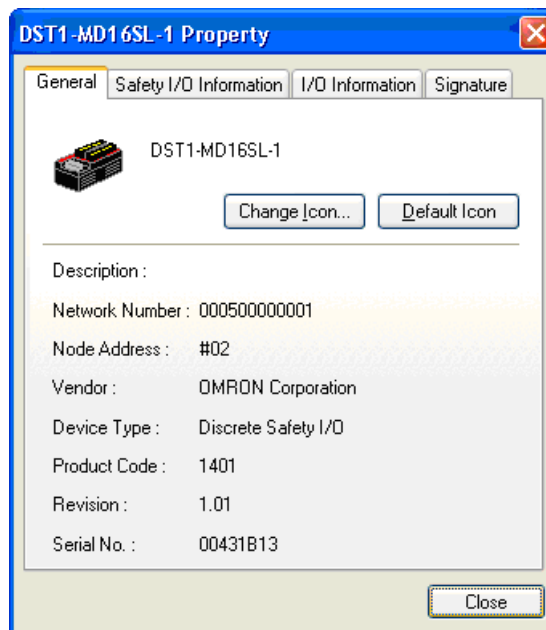 DST1-MD16SL-1 Property
General Safety I/O Information I/O Information Signature
DST1-MD16SL-1
Change Icon... Default Icon
Description :
Network Number : 000500000001
Node Address : #02
Vendor : OMRON Corporation
Device Type : Discrete Safety I/O
Product Code : 1401
Revision : 1.01
Serial No. : 00431B13
Close